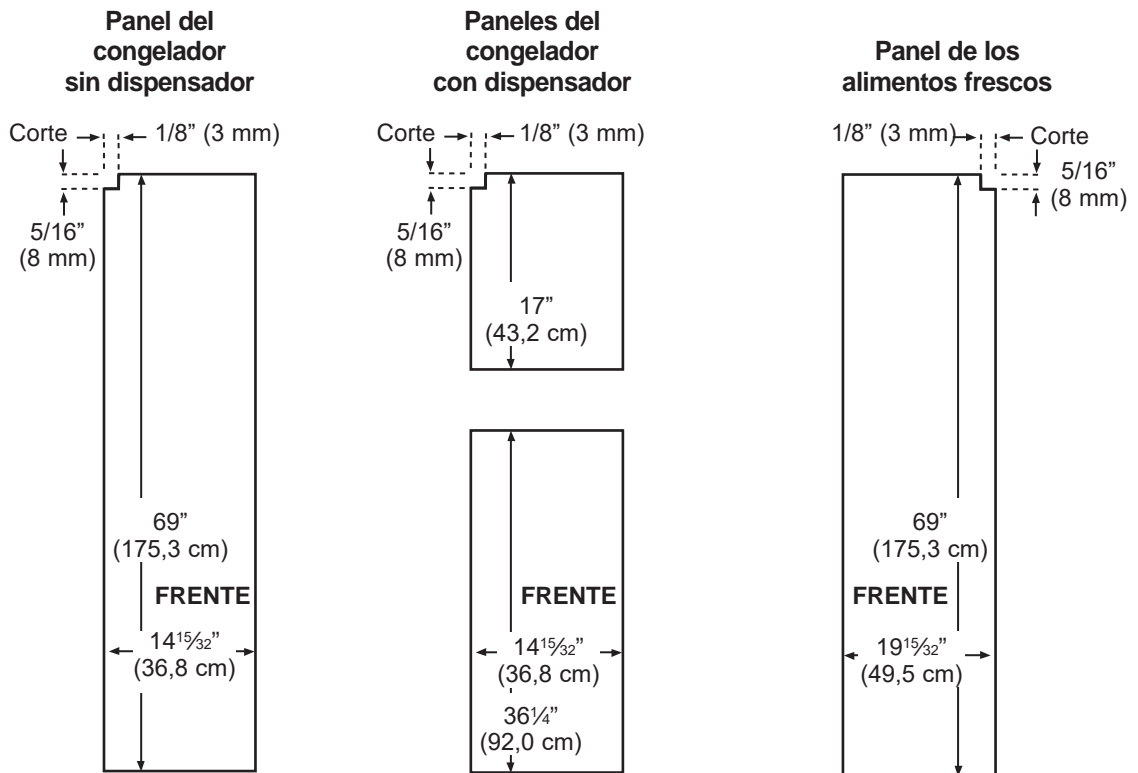 Panel del
congelador
sin dispensador
Corte
1/8” (3 mm)
5/16”
(8 mm)
69”
(175,3 cm)
FRENTE
14 15⁄32”
(36,8 cm)
Paneles del
congelador
con dispensador
Corte
1/8” (3 mm)
5/16”
(8 mm)
17”
(43,2 cm)
FRENTE
14 15⁄32”
(36,8 cm)
36 1⁄4”
(92,0 cm)
Panel de los
alimentos frescos
1/8” (3 mm)
Corte
5/16”
(8 mm)
69”
(175,3 cm)
FRENTE
19 15⁄32”
(49,5 cm)